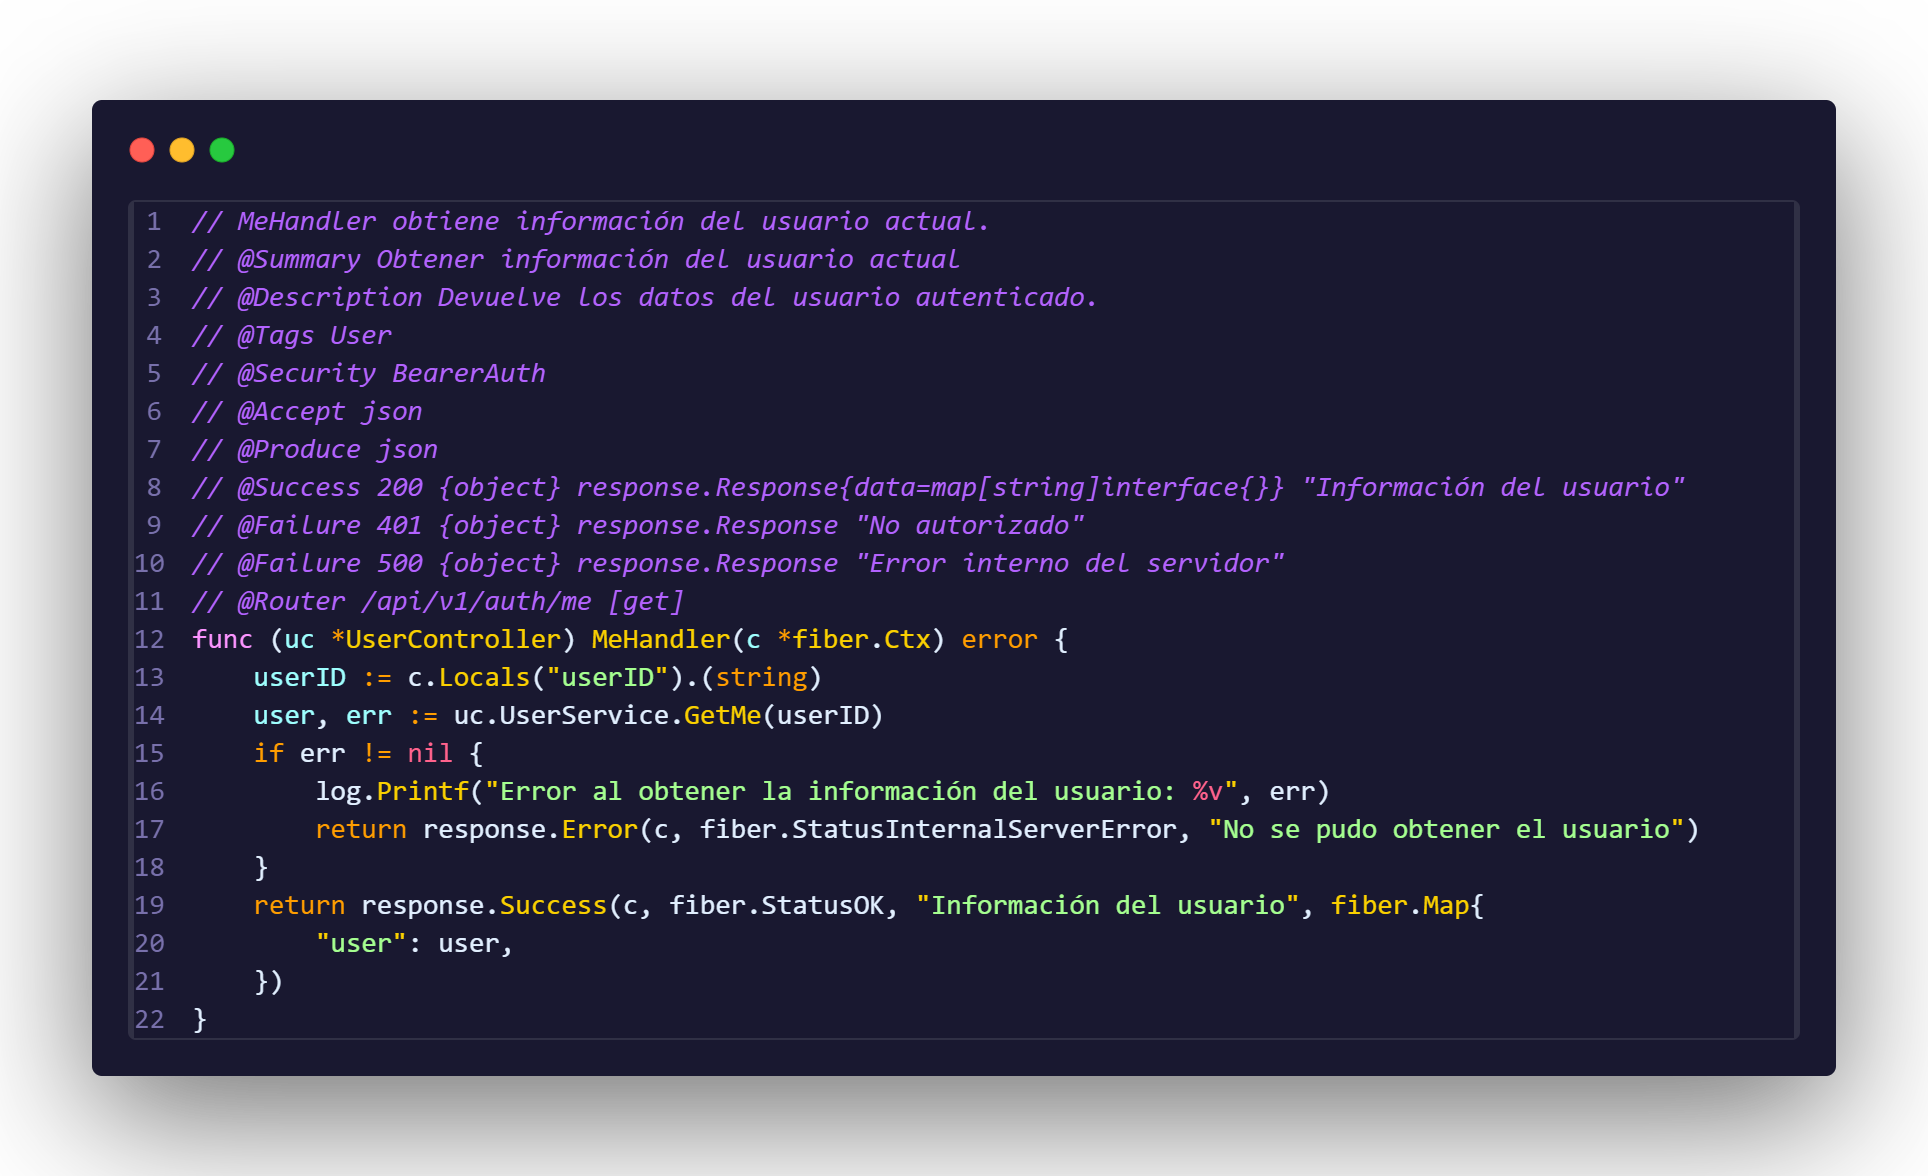 1 // MeHandler obtiene información del usuario actual.
2 // @Summary Obtener información del usuario actual
3 // @Description Devuelve los datos del usuario autenticado.
4 // @Tags User
5 // @Security BearerAuth
6 // @Accept json
7 // @Produce json
8 // @Success 200 {object} response.Response{data=map[string]interface{}} "Información del usuario"
9 // @Failure 401 {object} response.Response "No autorizado"
10 // @Failure 500 {object} response.Response "Error interno del servidor"
11 // @Router /api/v1/auth/me [get]
12 func (uc *UserController) MeHandler(c *fiber.Ctx) error {
13     userID := c.Locals("userID").(string)
14     user, err := uc.UserService.GetMe(userID)
15     if err != nil {
16         log.Printf("Error al obtener la información del usuario: %v", err)
17         return response.Error(c, fiber.StatusInternalServerError, "No se pudo obtener el usuario")
18     }
19     return response.Success(c, fiber.StatusOK, "Información del usuario", fiber.Map{
20         "user": user,
21     })
22 }